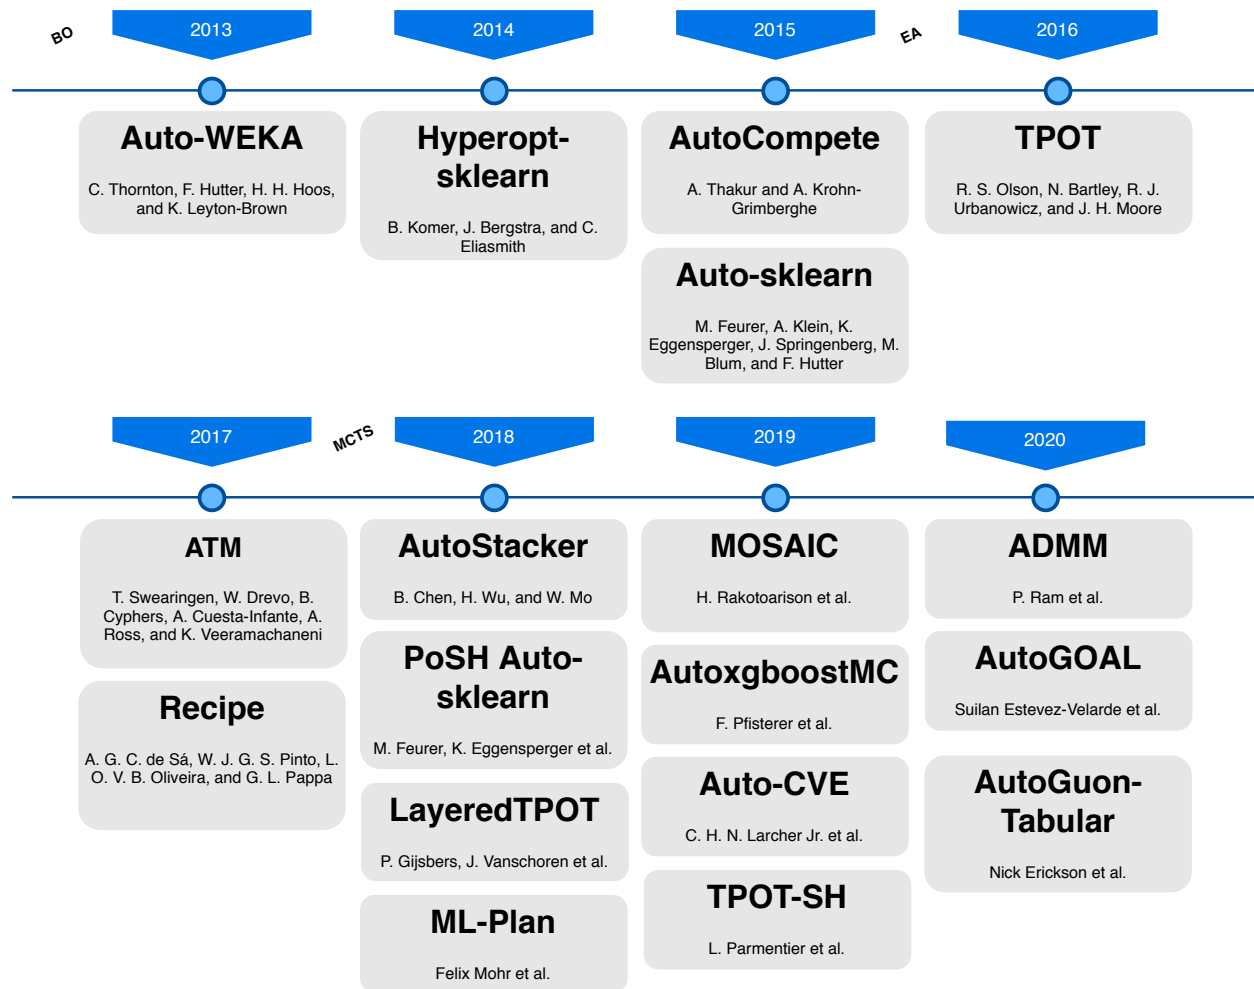 BO
2013
2014
2015
EA
2016
Auto-WEKA
C. Thornton, F. Hutter, H. H. Hoos,
and K. Leyton-Brown
Hyperopt-
sklearn
B. Komer, J. Bergstra, and C.
Eliasmith
AutoCompete
A. Thakur and A. Krohn-
Grimberghe
Auto-sklearn
M. Feurer, A. Klein, K.
Eggensperger, J. Springenberg, M.
Blum, and F. Hutter
TPOT
R. S. Olson, N. Bartley, R. J.
Urbanowicz, and J. H. Moore
2017
MCTS
2018
2019
2020
ATM
T. Swearingen, W. Drevo, B.
Cyphers, A. Cuesta-Infante, A.
Ross, and K. Veeramachaneni
Recipe
A. G. C. de Sá, W. J. G. S. Pinto, L.
O. V. B. Oliveira, and G. L. Pappa
AutoStacker
B. Chen, H. Wu, and W. Mo
PoSH Auto-
sklearn
M. Feurer, K. Eggensperger et al.
LayeredTPOT
P. Gijsbers, J. Vanschoren et al.
ML-Plan
Felix Mohr et al.
MOSAIC
H. Rakotoarison et al.
AutoxgboostMC
F. Pfisterer et al.
Auto-CVE
C. H. N. Larcher Jr. et al.
TPOT-SH
L. Parmentier et al.
ADMM
P. Ram et al.
AutoGOAL
Suilan Estevez-Velarde et al.
AutoGuon-
Tabular
Nick Erickson et al.